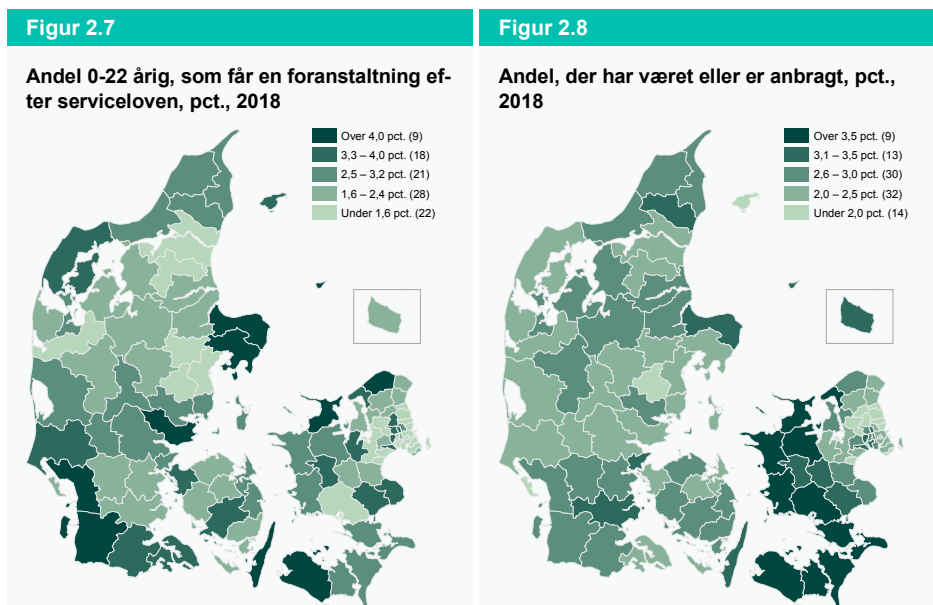 Figur 2.7
Andel 0-22 årig, som får en foranstaltning ef-
ter serviceloven, pct., 2018
Over 4,0 pct. (9)
3,3 – 4,0 pct. (18)
2,5 – 3,2 pct. (21)
1,6 – 2,4 pct. (28)
Under 1,6 pct. (22)
Figur 2.8
Andel, der har været eller er anbragt, pct.,
2018
Over 3,5 pct. (9)
3,1 – 3,5 pct. (13)
2,6 – 3,0 pct. (30)
2,0 – 2,5 pct. (32)
Under 2,0 pct. (14)